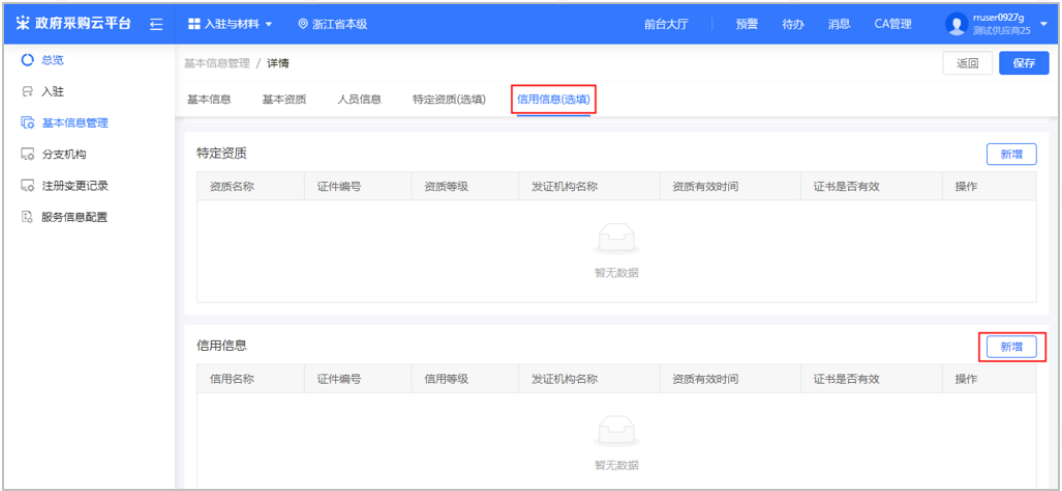 政府采购云平台 入驻与材料 浙江省本级 前台大厅 预警 待办 消息 CA管理 rruser0927g
测试供应商25
总览
入驻
基本信息管理
分支机构
注册变更记录
服务信息配置
基本信息管理 / 详情 返回 保存
基本信息 基本资质 人员信息 特定资质(选填) 信用信息(选填)
特定资质 新增
资质名称 证件编号 资质等级 发证机构名称 资质有效时间 证书是否有效 操作
暂无数据
信用信息 新增
信用名称 证件编号 信用等级 发证机构名称 资质有效时间 证书是否有效 操作
暂无数据